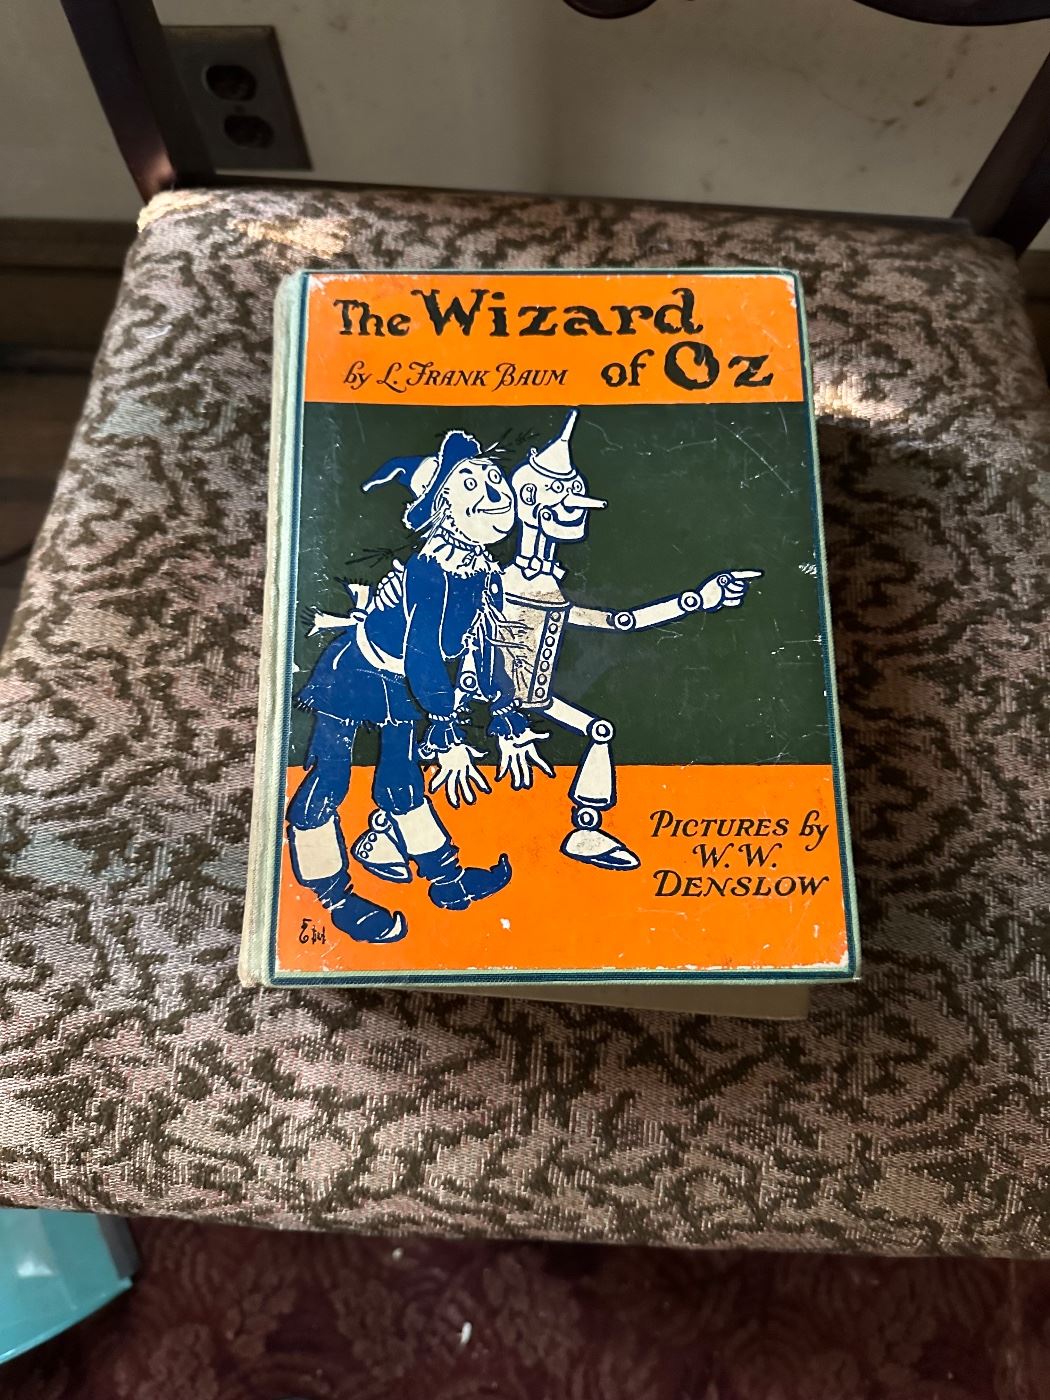 The Wizard
by L. FRANK BAUM of Oz
PICTURES by
W. W.
DENSLOW